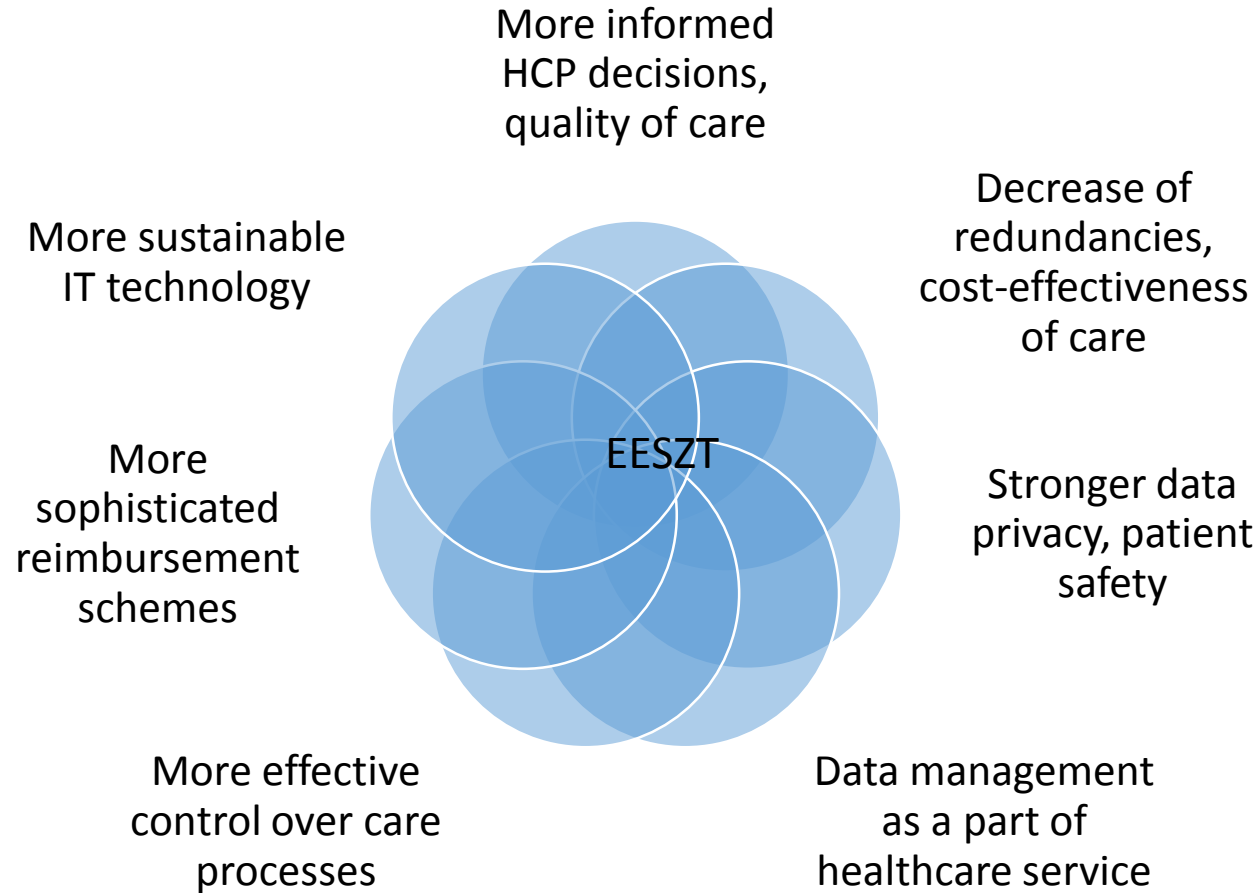 More informed
HCP decisions,
quality of care
Decrease of
redundancies,
cost-effectiveness
of care
Stronger data
privacy, patient
safety
Data management
as a part of
healthcare service
More effective
control over care
processes
More
sophisticated
reimbursement
schemes
More sustainable
IT technology
EESZT